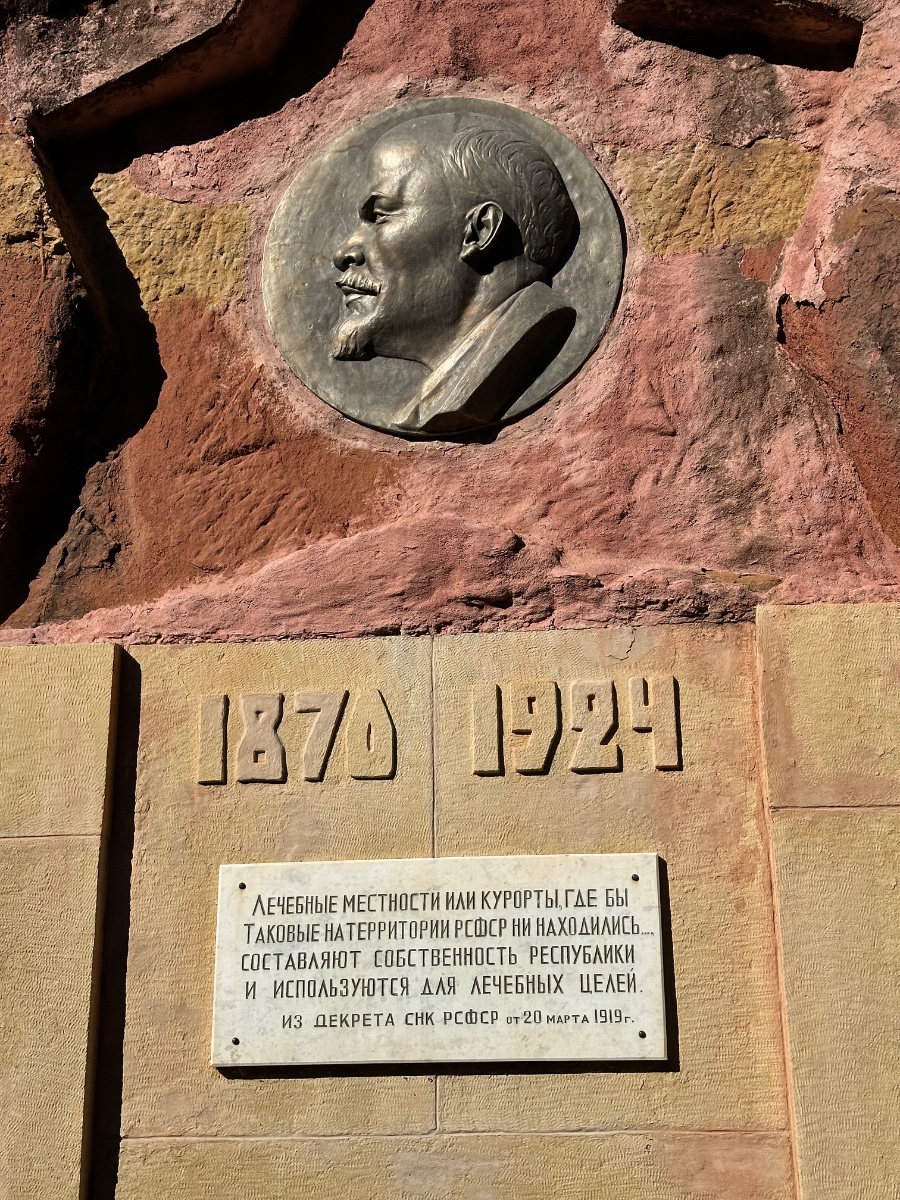 1870 1924
Лечебные местности или курорты, где бы
таковые на территории РСФСР ни находились....,
составляют собственность республики
и используются для лечебных целей.
из декрета СНК РСФСР от 20 марта 1919г.